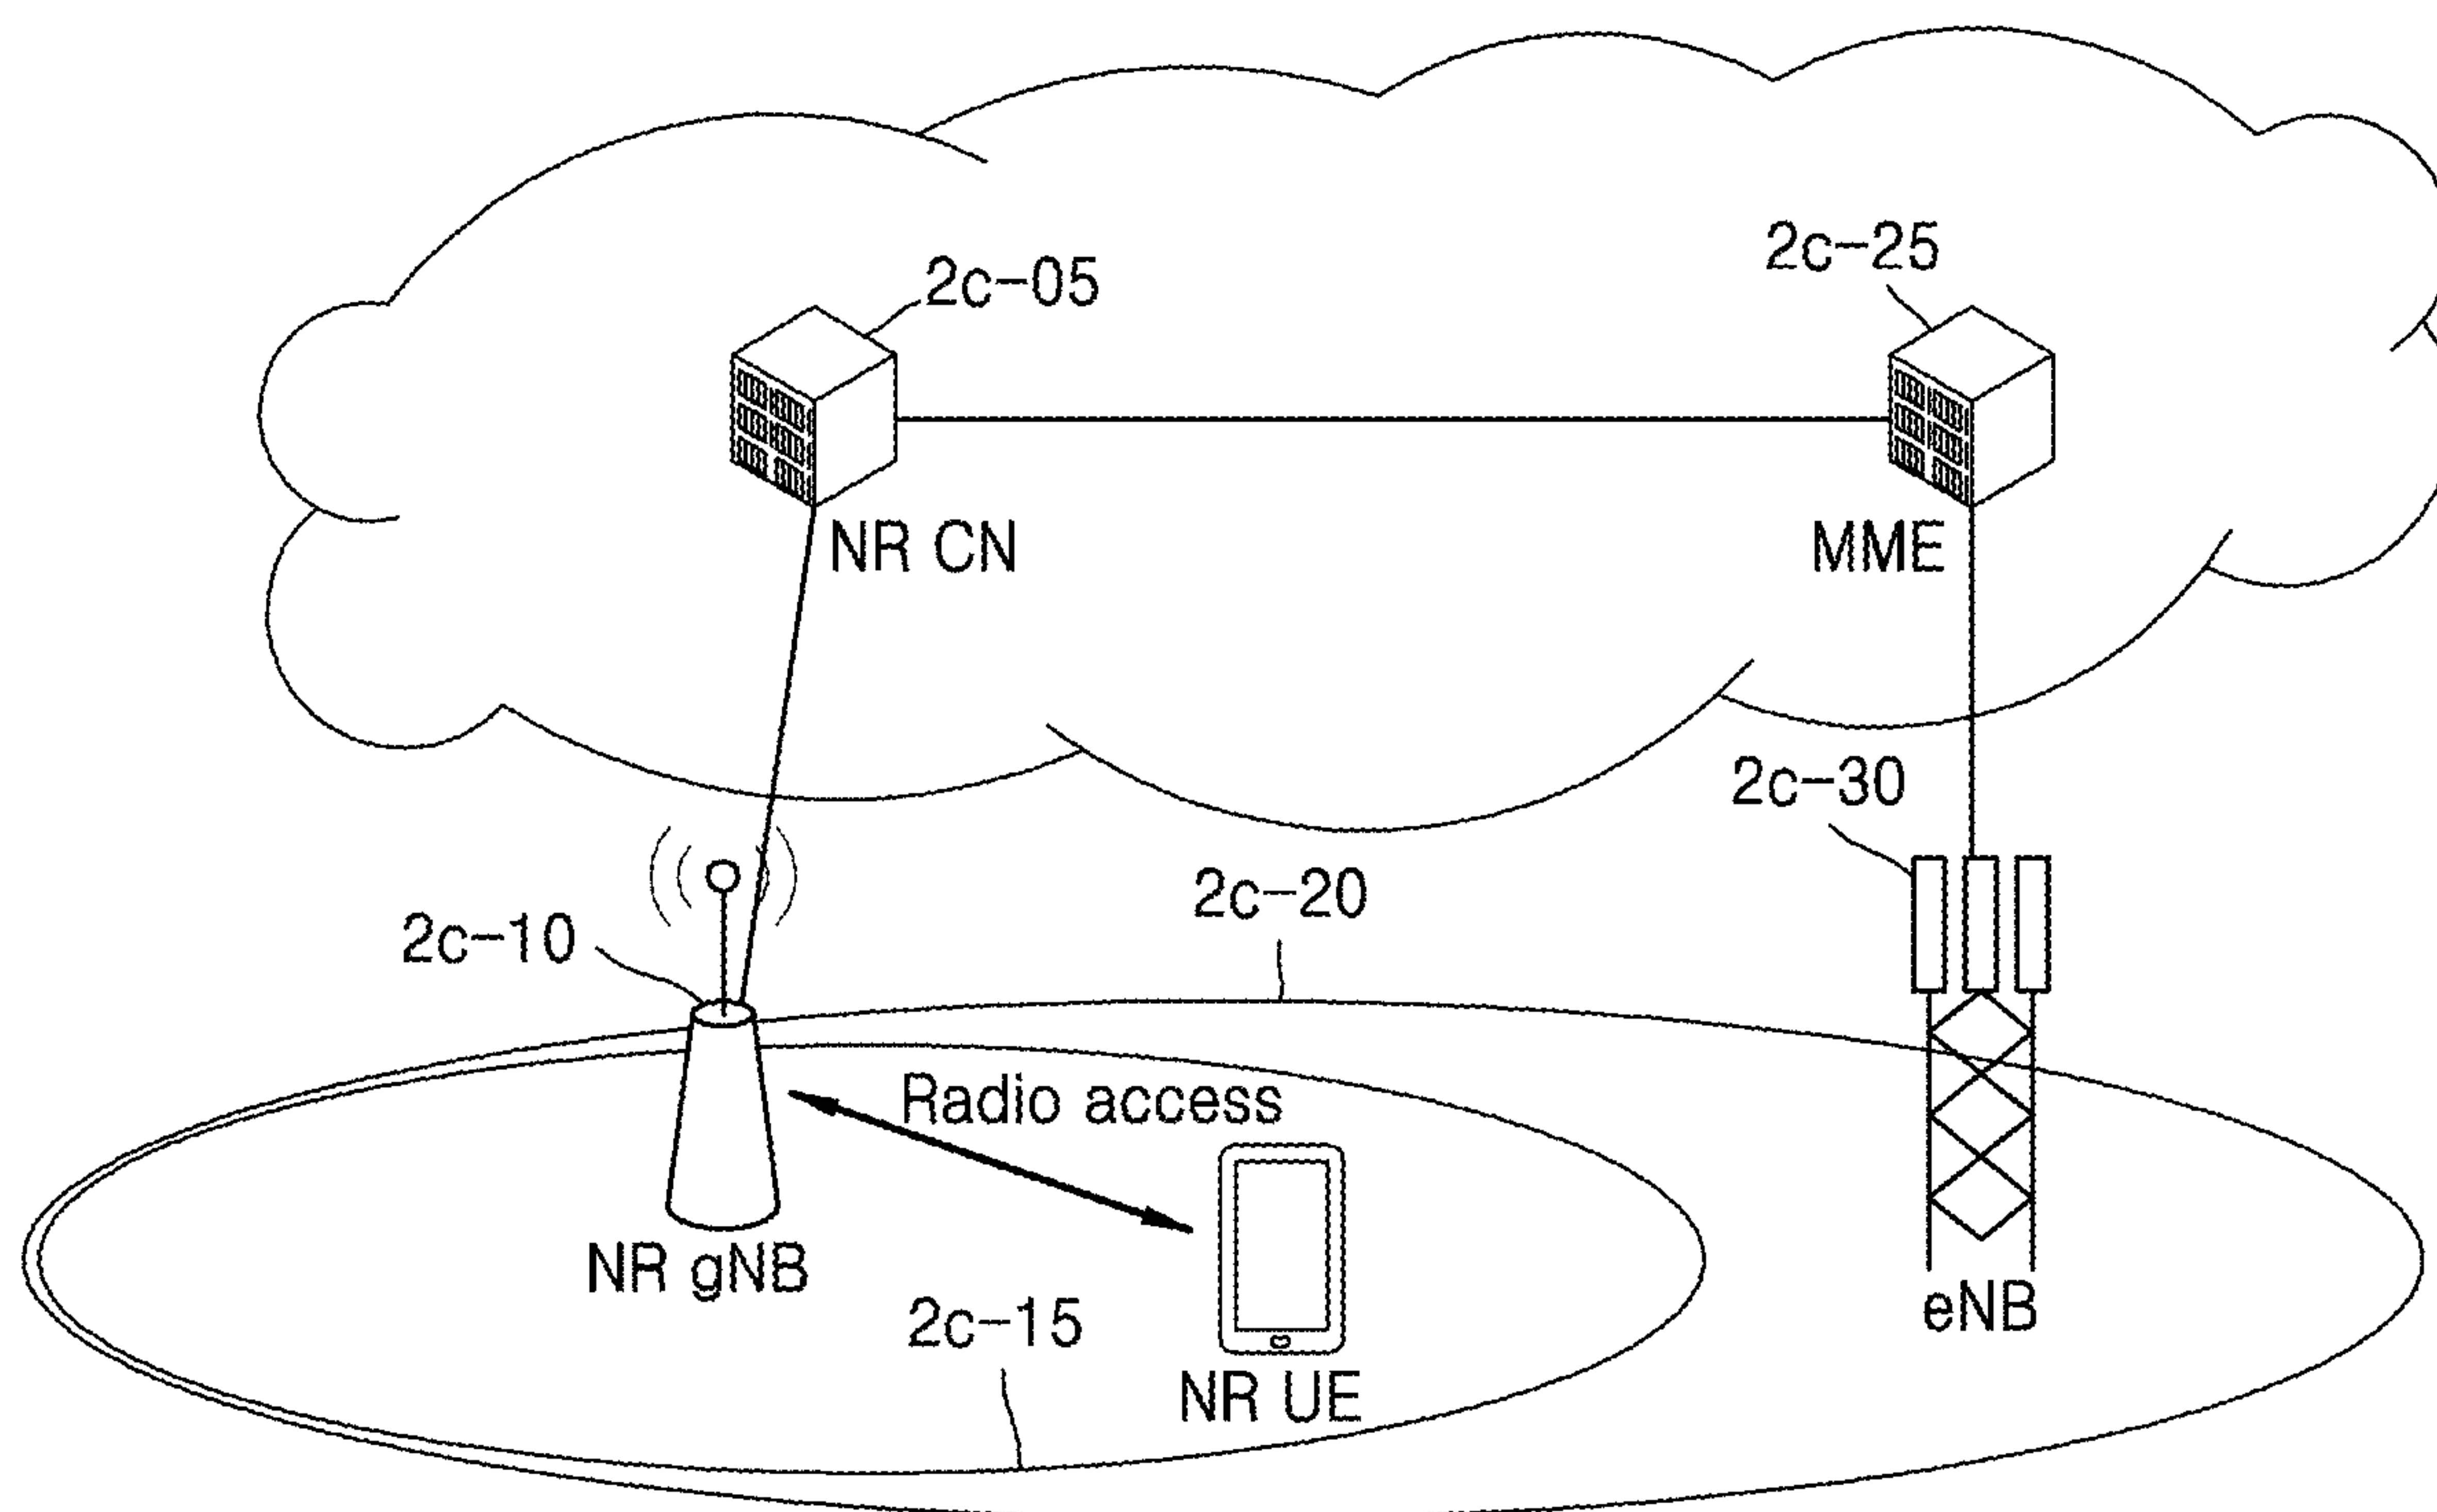 2c-25
2c-05
NR CN
MME
2c-30
2c-20
2c-10
Radio access
NR gNB
2c-15
eNB
NR UE